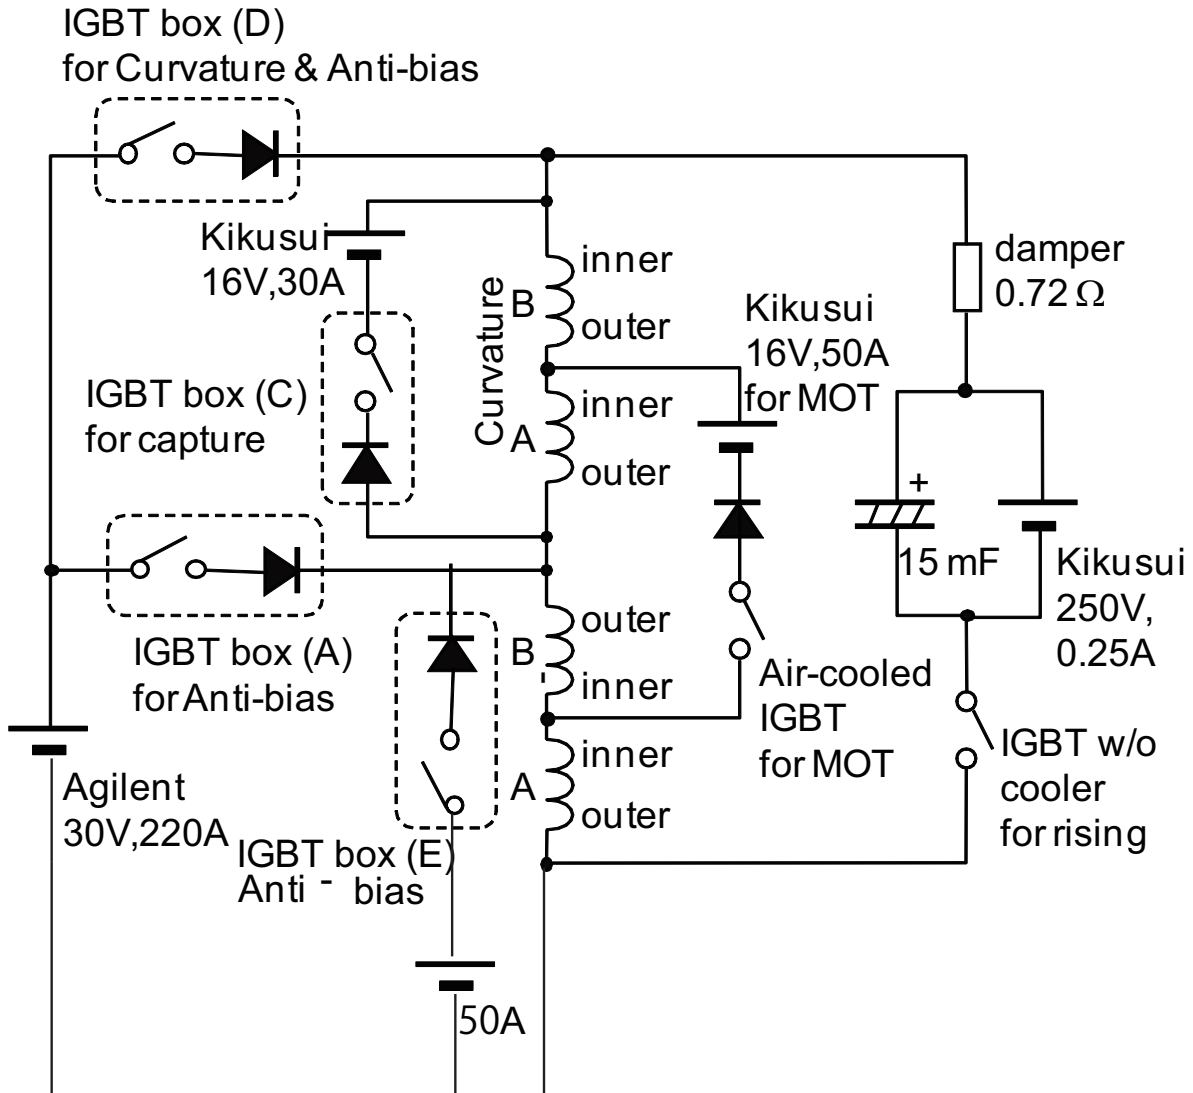 IGBT box (D)
for Curvature & Anti-bias
Kikusui
16V,30A
Curvature
B
inner
outer
A
inner
outer
damper
0.72 Ω
Kikusui
16V,50A
for MOT
IGBT box (C)
for capture
+
15 mF
Kikusui
250V,
0.25A
IGBT box (A)
for Anti-bias
B
outer
inner
A
inner
outer
Air-cooled
IGBT
for MOT
IGBT w/o
cooler
for rising
Agilent
30V,220A
IGBT box (E)
Anti - bias
50A